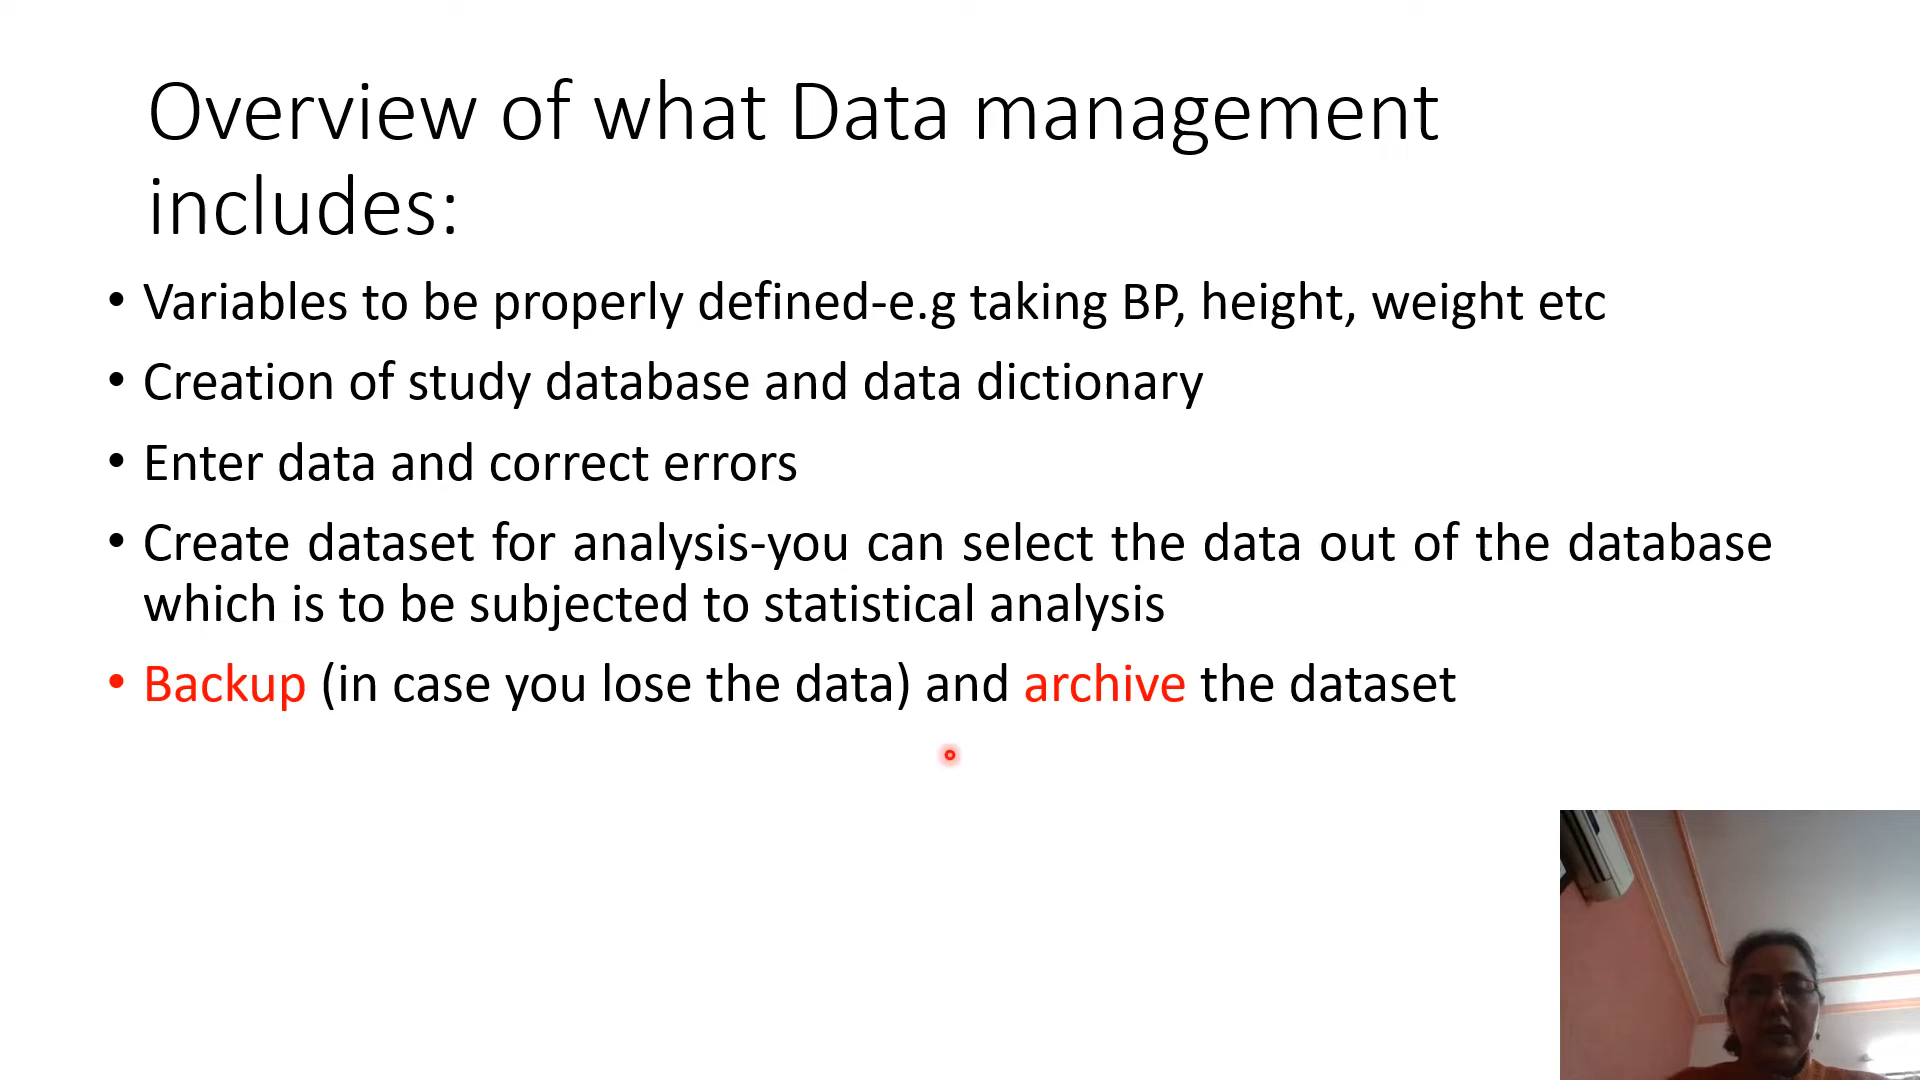 Overview of what Data management
includes:
• Variables to be properly defined-e.g taking BP, height, weight etc
• Creation of study database and data dictionary
• Enter data and correct errors
• Create dataset for analysis-you can select the data out of the database
which is to be subjected to statistical analysis
• Backup (in case you lose the data) and archive the dataset